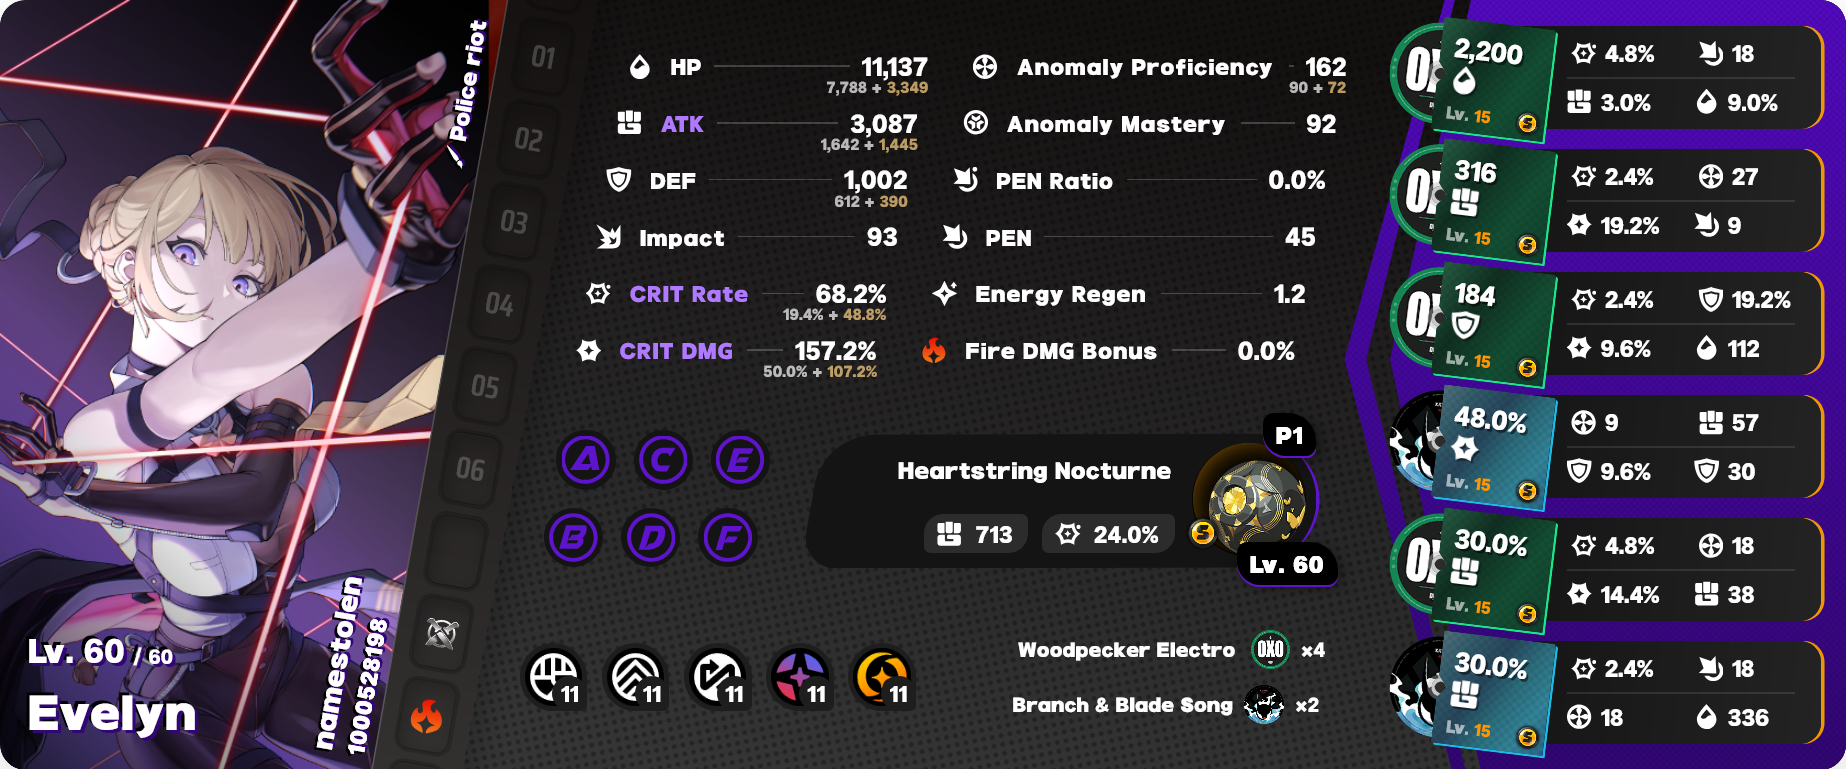 Police riot
Lv. 60 / 60
Evelyn
namestolen
1000528198
01
02
03
04
05
06
HP 11,137
7,788 + 3,349
ATK 3,087
1,642 + 1,445
DEF 1,002
612 + 390
Impact 93
CRIT Rate 68.2%
19.4% + 48.8%
CRIT DMG 157.2%
50.0% + 107.2%
Anomaly Proficiency 162
90 + 72
Anomaly Mastery 92
PEN Ratio 0.0%
PEN 45
Energy Regen 1.2
Fire DMG Bonus 0.0%
A C E
B D F
Heartstring Nocturne
713 24.0%
P1
S
Lv. 60
11 11 11 11 11
Woodpecker Electro OXO ×4
Branch & Blade Song ×2
2,200
Lv. 15 S
4.8% 18
3.0% 9.0%
316
Lv. 15 S
2.4% 27
19.2% 9
184
Lv. 15 S
2.4% 19.2%
9.6% 112
48.0%
Lv. 15 S
9 57
9.6% 30
30.0%
Lv. 15 S
4.8% 18
14.4% 38
30.0%
Lv. 15 S
2.4% 18
18 336